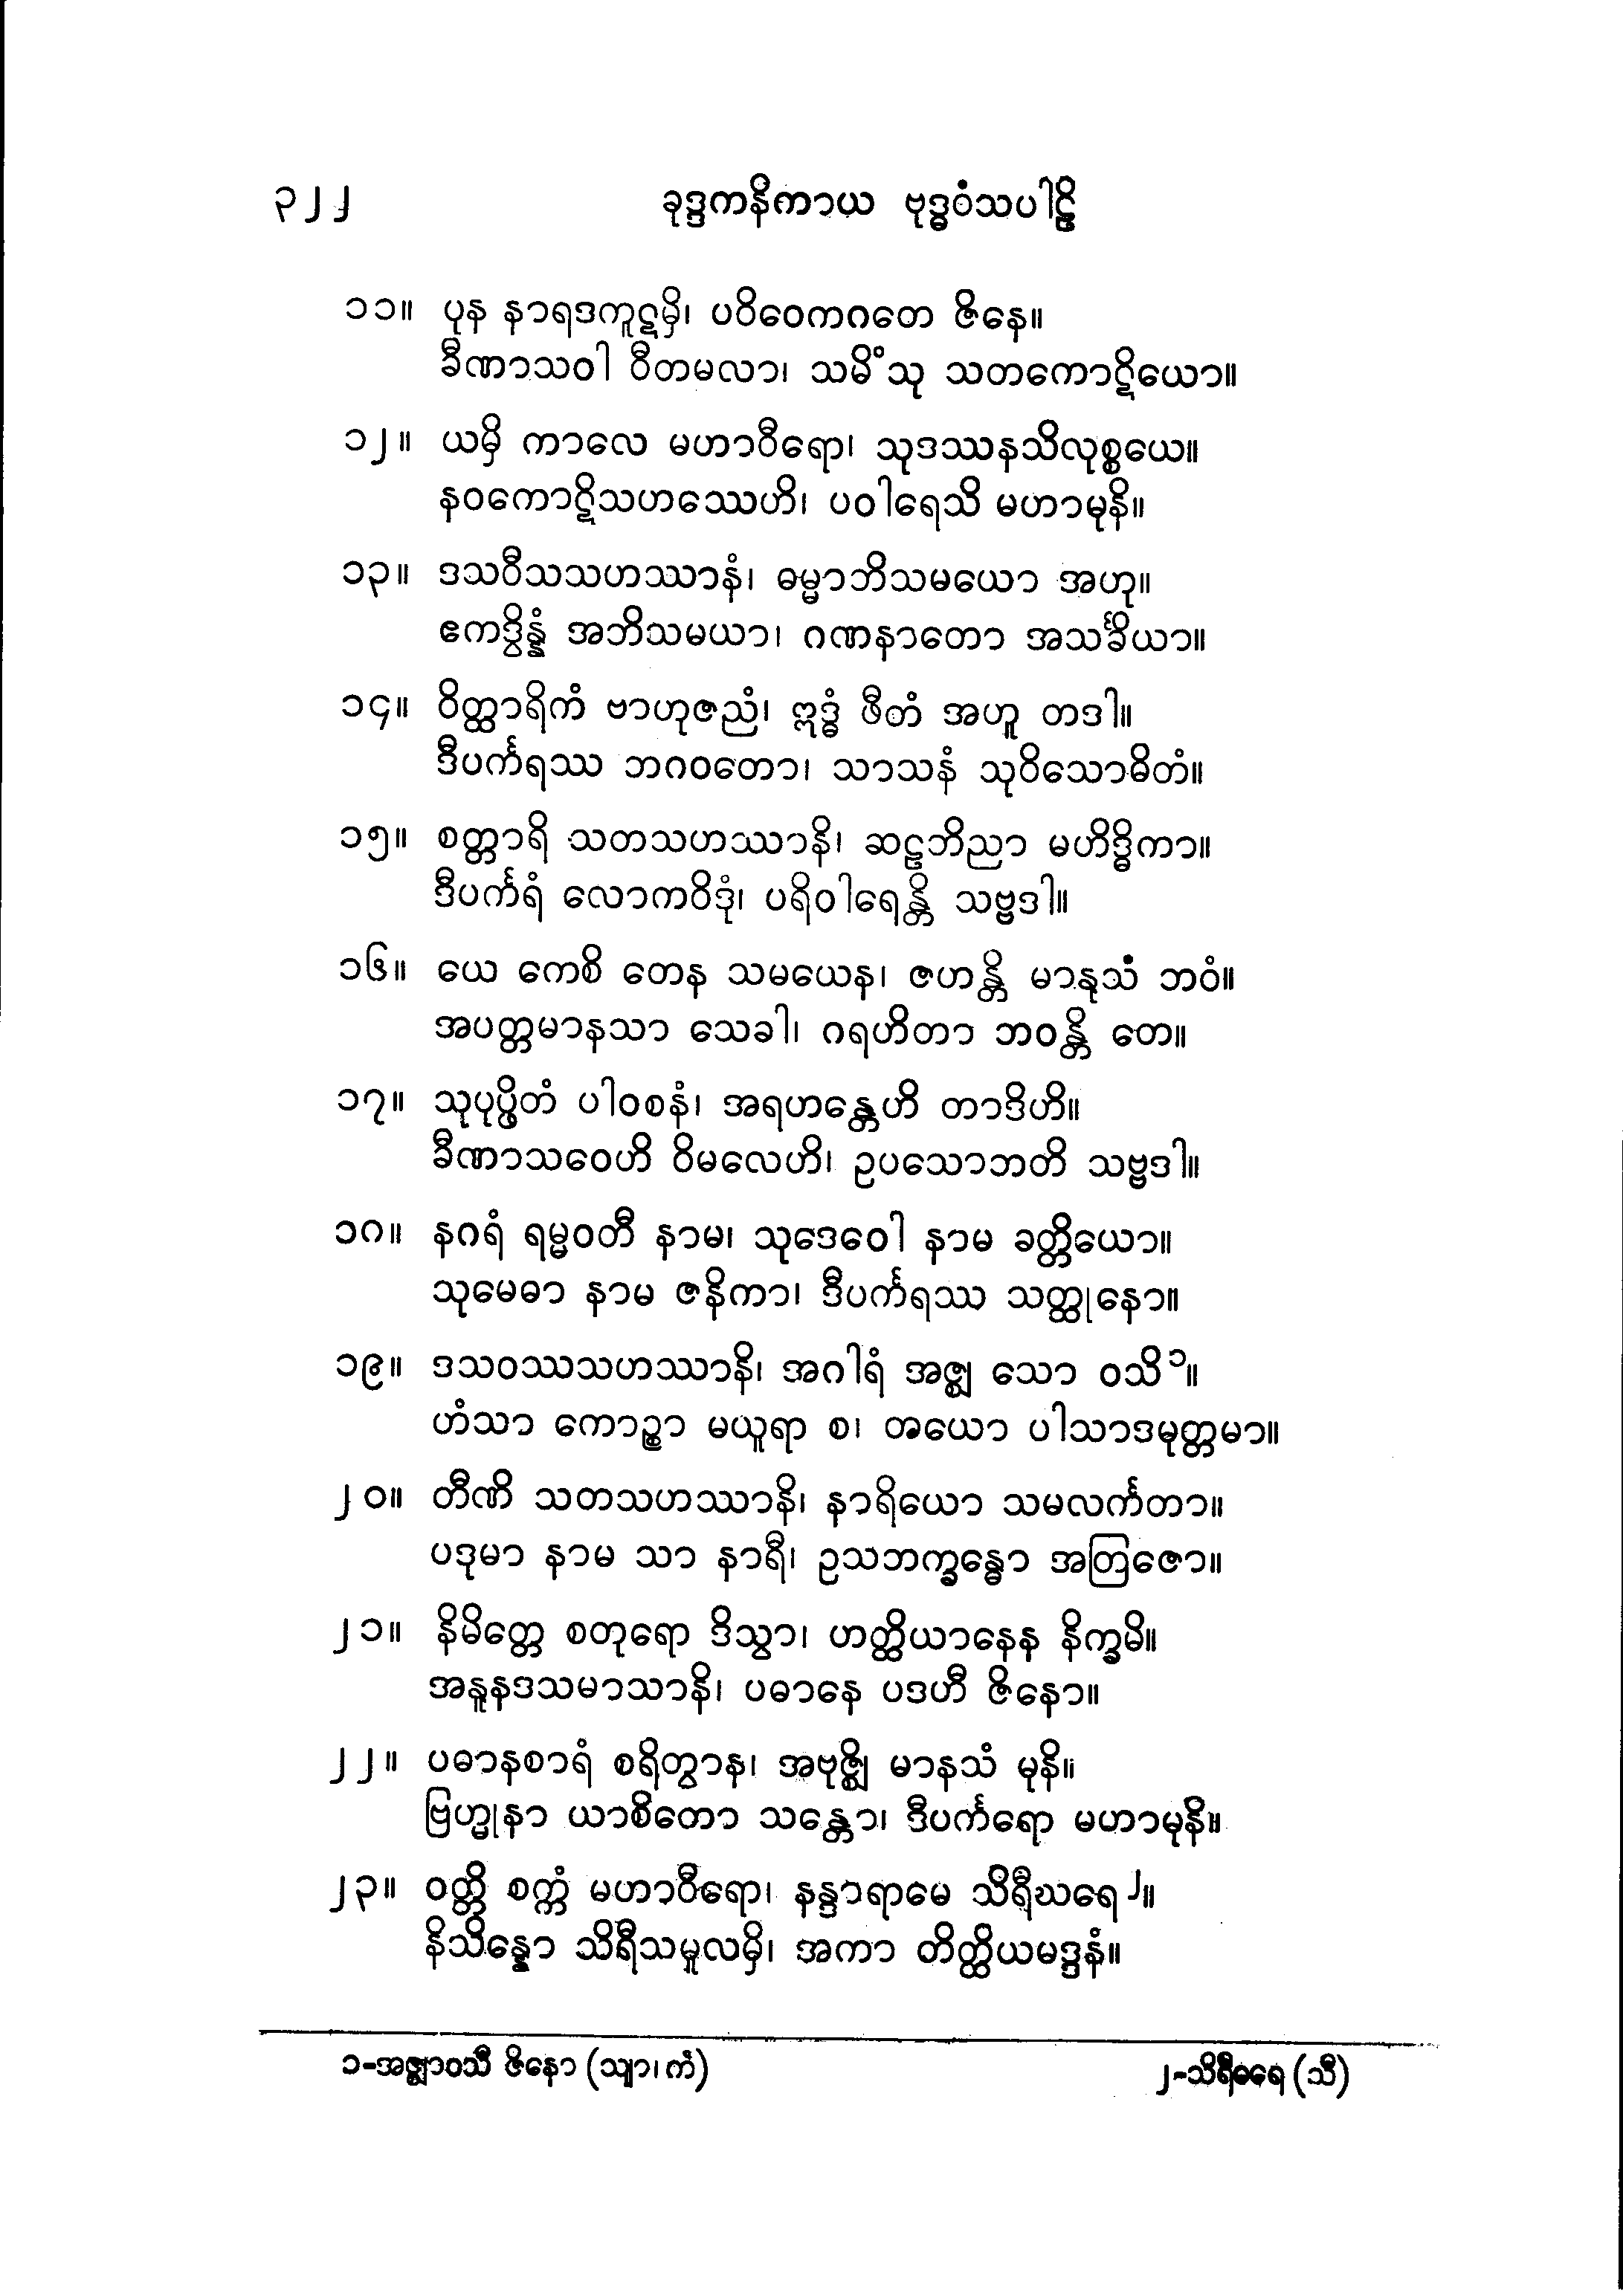 ၃၂၂ ခုဒ္ဒကနိကာယ ဗုဒ္ဓဝံသပါဠိ
၁၁။ ပုန နာရဒကူဋမှိ၊ ပဝိဝေကဂတေ ဇိနေ။
ခီဏာသဝါ ဝီတမလာ၊ သမိံသု သတကောဋိယော။
၁၂။ ယမှိ ကာလေ မဟာဝီရော၊ သုဒဿနသိလုစ္စယေ။
နဝကောဋိသဟဿေဟိ၊ ပဝါရေသိ မဟာမုနိ။
၁၃။ ဒသဝီသသဟဿာနံ၊ ဓမ္မာဘိသမယော အဟု။
ဧကဒွိန္နံ အဘိသမယာ၊ ဂဏနာတော အသင်္ခိယာ။
၁၄။ ဝိတ္ထာရိကံ ဗာဟုဇညံ၊ ဣဒ္ဓံ ဖီတံ အဟူ တဒါ။
ဒီပင်္ကရဿ ဘဂဝတော၊ သာသနံ သုဝိသောဓိတံ။
၁၅။ စတ္တာရိ သတသဟဿာနိ၊ ဆဠဘိညာ မဟိဒ္ဓိကာ။
ဒီပင်္ကရံ လောကဝိဒုံ၊ ပရိဝါရေန္တိ သဗ္ဗဒါ။
၁၆။ ယေ ကေစိ တေန သမယေန၊ ဇဟန္တိ မာနုသံ ဘဝံ။
အပတ္တမာနသာ သေခါ၊ ဂရဟိတာ ဘဝန္တိ တေ။
၁၇။ သုပုပ္ဖိတံ ပါဝစနံ၊ အရဟန္တေဟိ တာဒိဟိ။
ခီဏာသဝေဟိ ဝိမလေဟိ၊ ဥပသောဘတိ သဗ္ဗဒါ။
၁၈။ နဂရံ ရမ္မဝတီ နာမ၊ သုဒေဝေါ နာမ ခတ္တိယော။
သုမေဓာ နာမ ဇနိကာ၊ ဒီပင်္ကရဿ သတ္ထုနော။
၁၉။ ဒသဝဿသဟဿာနိ၊ အဂါရံ အဇ္ဈ သော ဝသိ ၁။
ဟံသာ ကောဉ္စာ မယူရာ စ၊ တယော ပါသာဒမုတ္တမာ။
၂၀။ တီဏိ သတသဟဿာနိ၊ နာရိယော သမလင်္ကတာ။
ပဒုမာ နာမ သာ နာရီ၊ ဥသဘက္ခန္ဓော အတြဇော။
၂၁။ နိမိတ္တေ စတုရော ဒိသွာ၊ ဟတ္ထိယာနေန နိက္ခမိ။
အနူနဒသမာသာနိ၊ ပဓာနေ ပဒဟီ ဇိနော။
၂၂။ ပဓာနစာရံ စရိတွာန၊ အဗုဇ္ဈိ မာနသံ မုနိ။
ဗြဟ္မုနာ ယာစိတော သန္တော၊ ဒီပင်္ကရော မဟာမုနိ။
၂၃။ ဝတ္တိ စက္ကံ မဟာဝီရော၊ နန္ဒာရာမေ သိရီဃရေ ၂။
နိသိန္နော သိရီသမူလမှိ၊ အကာ တိတ္ထိယမဒ္ဒနံ။
၁-အဇ္ဈာဝသီ ဇိနော (သျာ၊ ကံ) ၂-သိရီဓရေ (သီ)